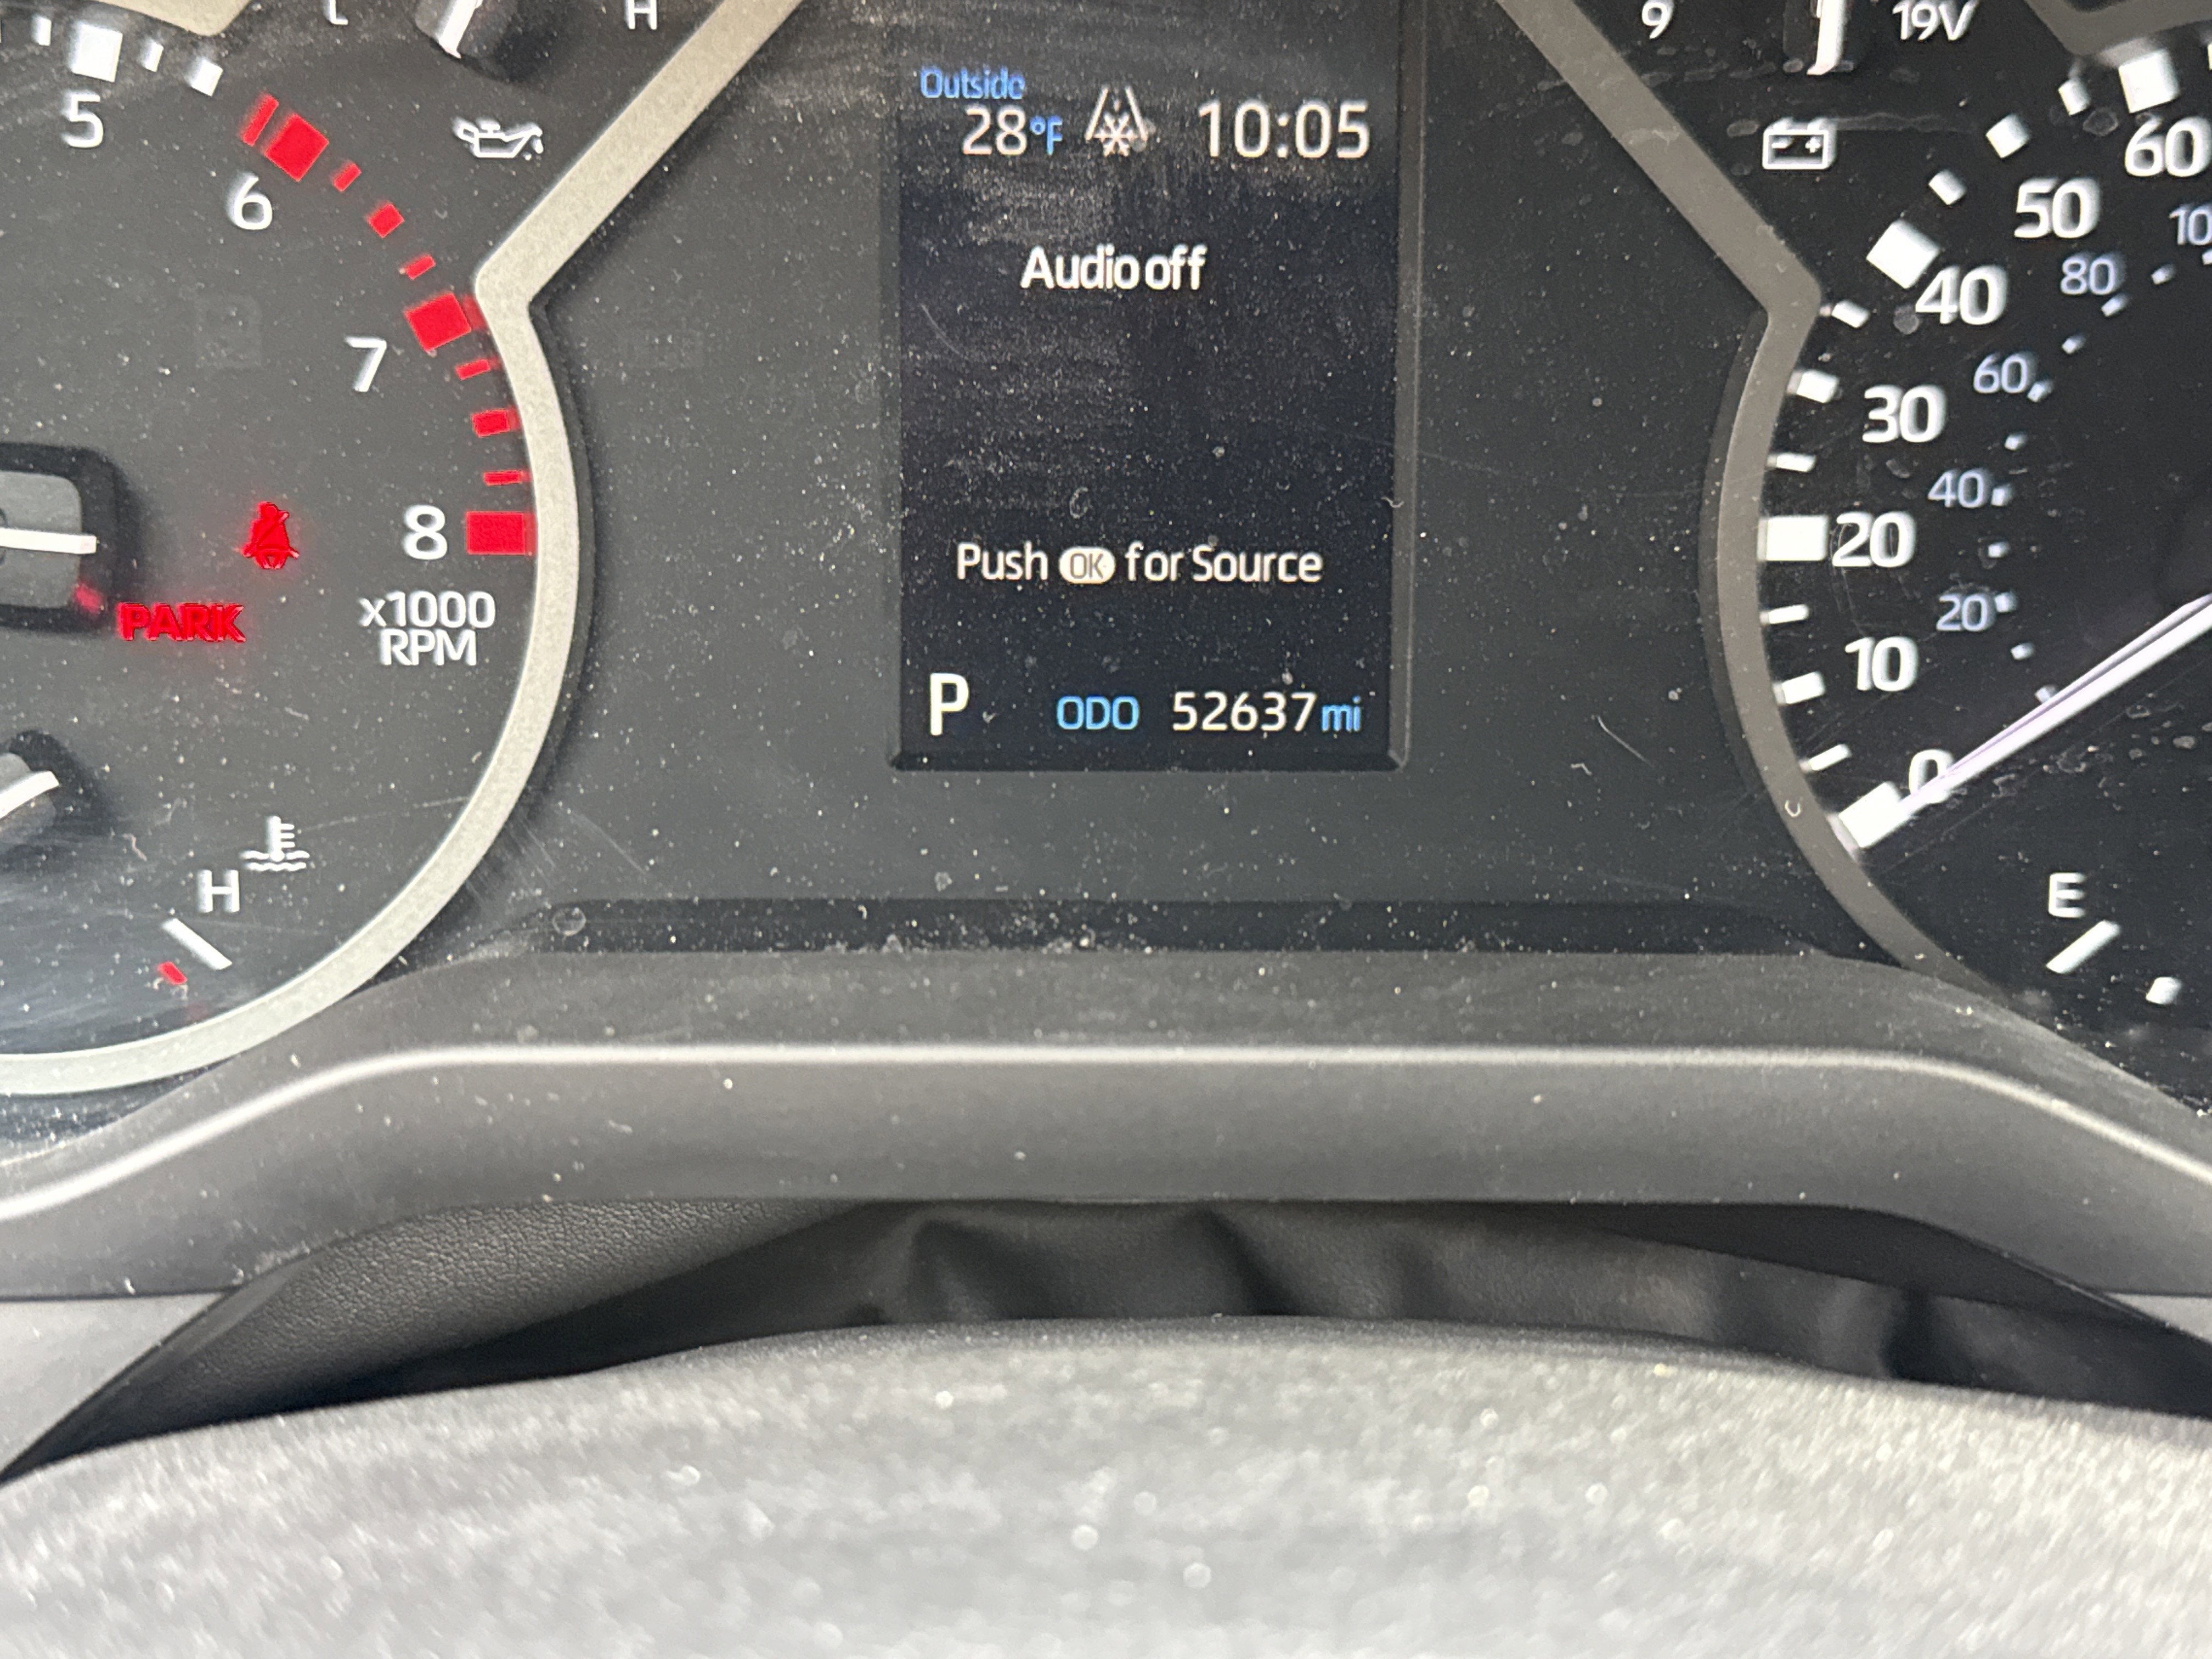 L H
9 19V
Outside
28°F 10:05
5
6
7
8
x1000
RPM
PARK
H
Audio off
Push OK for Source
P ODO 52637 mi
60
50
40
30
20
10
0
80
60
40
20
E